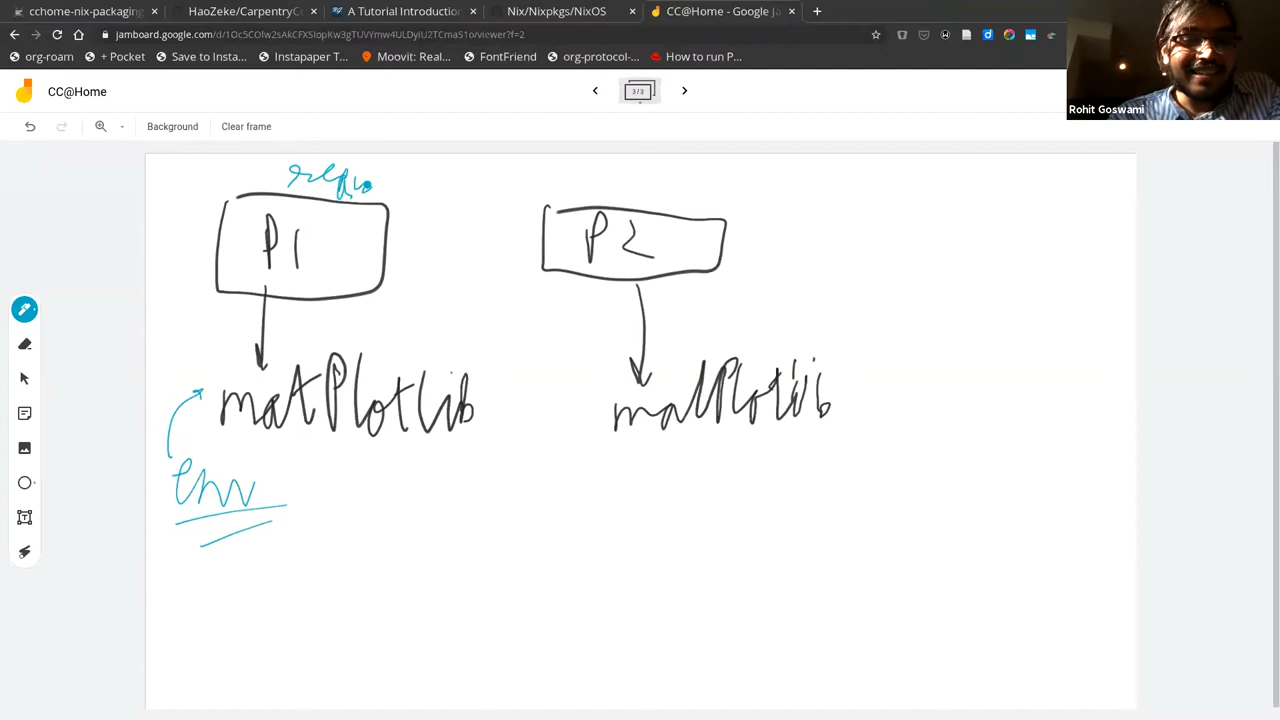 cchome-nix-packaging
HaoZeke/CarpentryCo
A Tutorial Introduction
Nix/Nixpkgs/NixOS
CC@Home - Google Ja
jamboard.google.com/d/1Oc5COlw2sAkCFXSIopKw3gTUVYmw4ULDyiU2TCmaS1o/viewer?f=2
org-roam
+ Pocket
Save to Insta...
Instapaper T...
Moovit: Real...
FontFriend
org-protocol-...
How to run P...
Rohit Goswami
CC@Home
3/3
Background
Clear frame
P1
P2
matPlotlib
matPlotlib
env